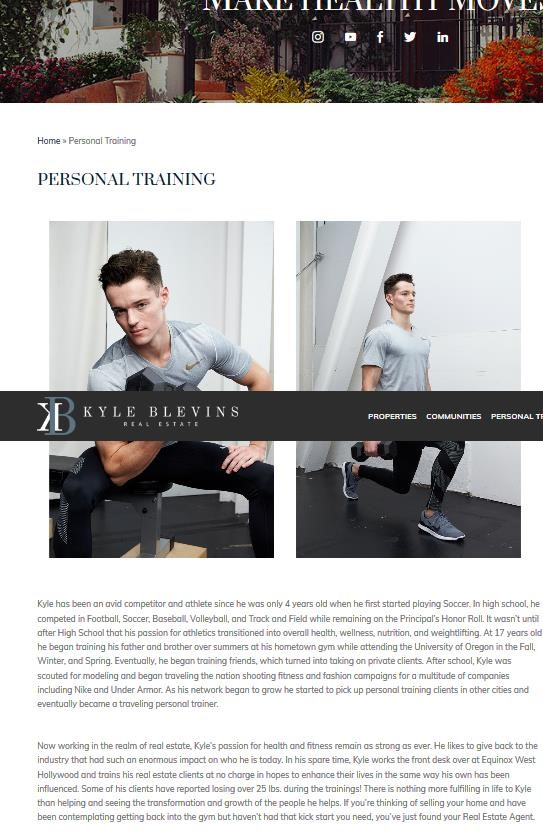 MAKE HEALTHY MOVES
Home » Personal Training
PERSONAL TRAINING
KB KYLE BLEVINS
REAL ESTATE
PROPERTIES COMMUNITIES PERSONAL TR
Kyle has been an avid competitor and athlete since he was only 4 years old when he first started playing Soccer. In high school, he
competed in Football, Soccer, Baseball, Volleyball, and Track and Field while remaining on the Principal's Honor Roll. It wasn't until
after High School that his passion for athletics transitioned into overall health, wellness, nutrition, and weightlifting. At 17 years old
he began training his father and brother over summers at his hometown gym while attending the University of Oregon in the Fall,
Winter, and Spring. Eventually, he began training friends, which turned into taking on private clients. After school, Kyle was
scouted for modeling and began traveling the nation shooting fitness and fashion campaigns for a multitude of companies
including Nike and Under Armor. As his network began to grow he started to pick up personal training clients in other cities and
eventually became a traveling personal trainer.
Now working in the realm of real estate, Kyle's passion for health and fitness remain as strong as ever. He likes to give back to the
industry that had such an enormous impact on who he is today. In his spare time, Kyle works the front desk over at Equinox West
Hollywood and trains his real estate clients at no charge in hopes to enhance their lives in the same way his own has been
influenced. Some of his clients have reported losing over 25 lbs. during the trainings! There is nothing more fulfilling in life to Kyle
than helping and seeing the transformation and growth of the people he helps. If you're thinking of selling your home and have
been contemplating getting back into the gym but haven't had that kick start you need, you've just found your Real Estate Agent.